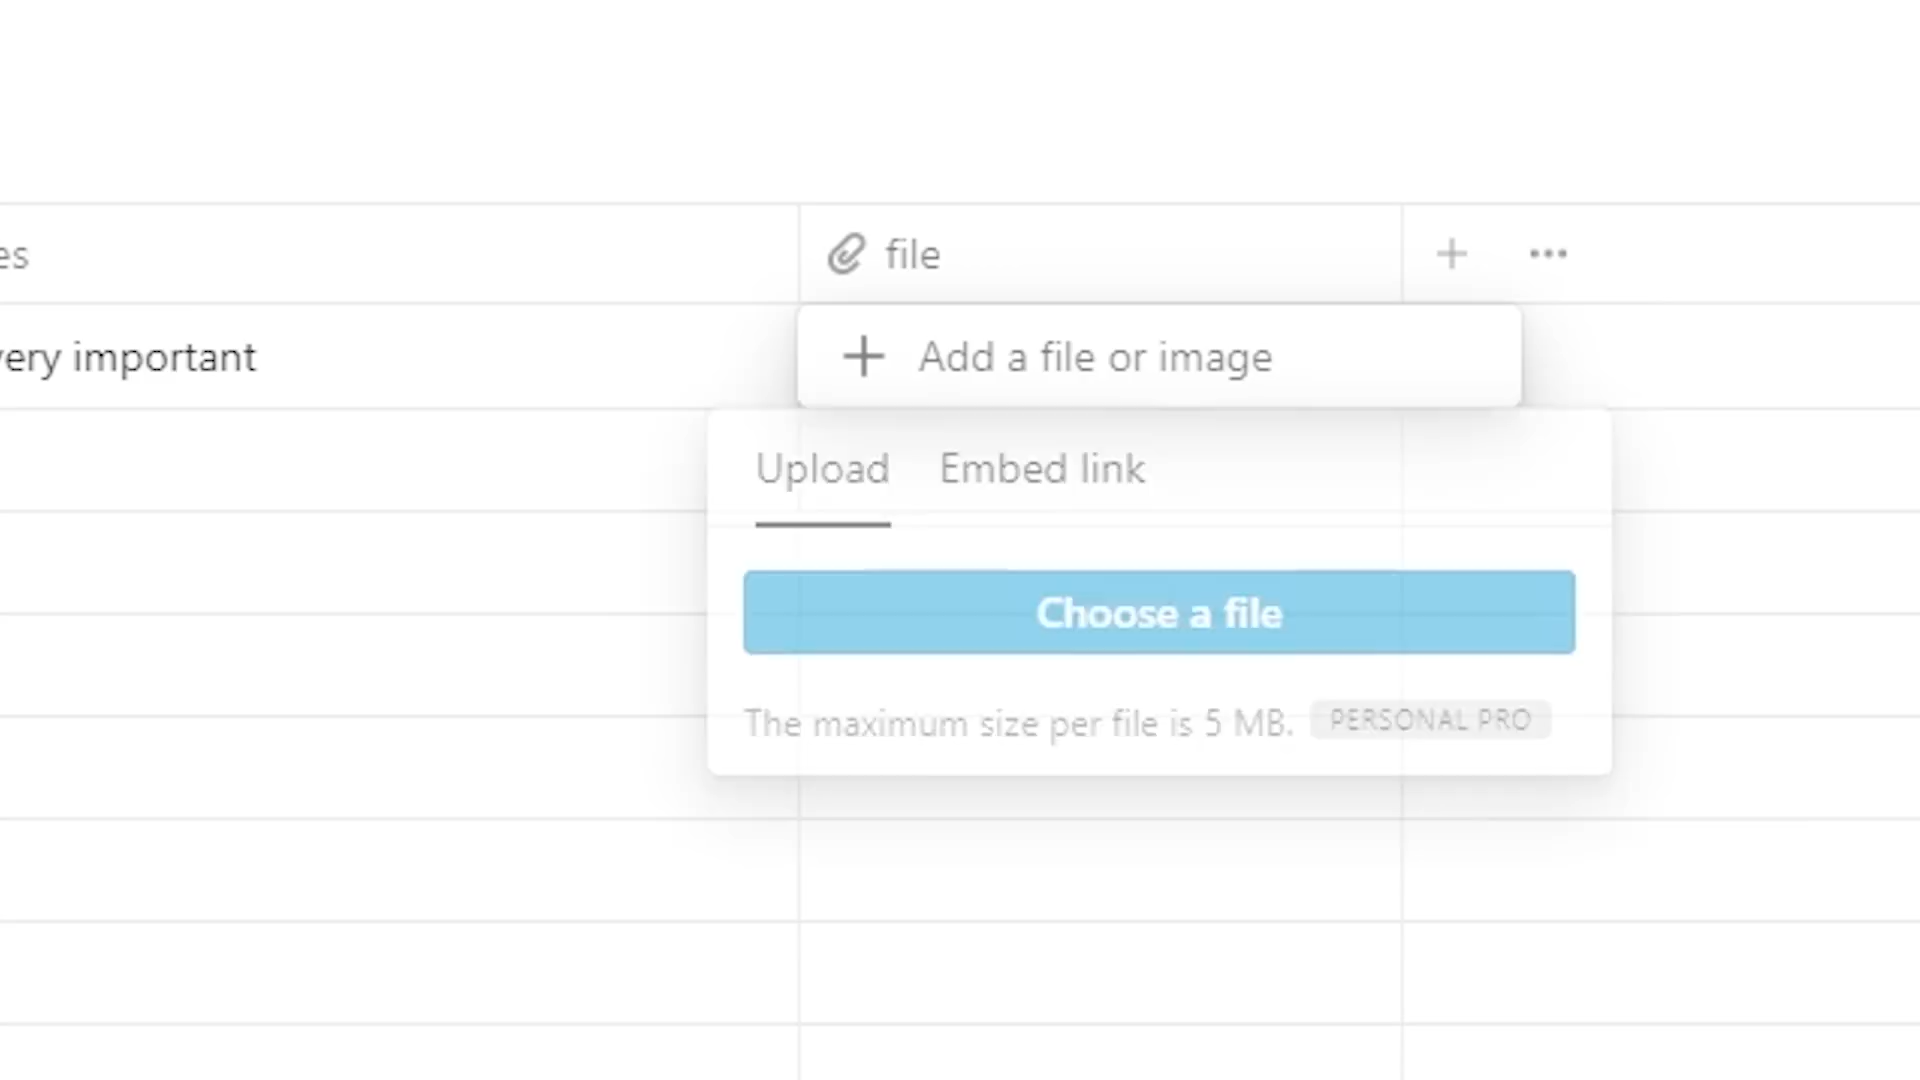 es
file
very important
Add a file or image
Upload Embed link
Choose a file
The maximum size per file is 5 MB. PERSONAL PRO